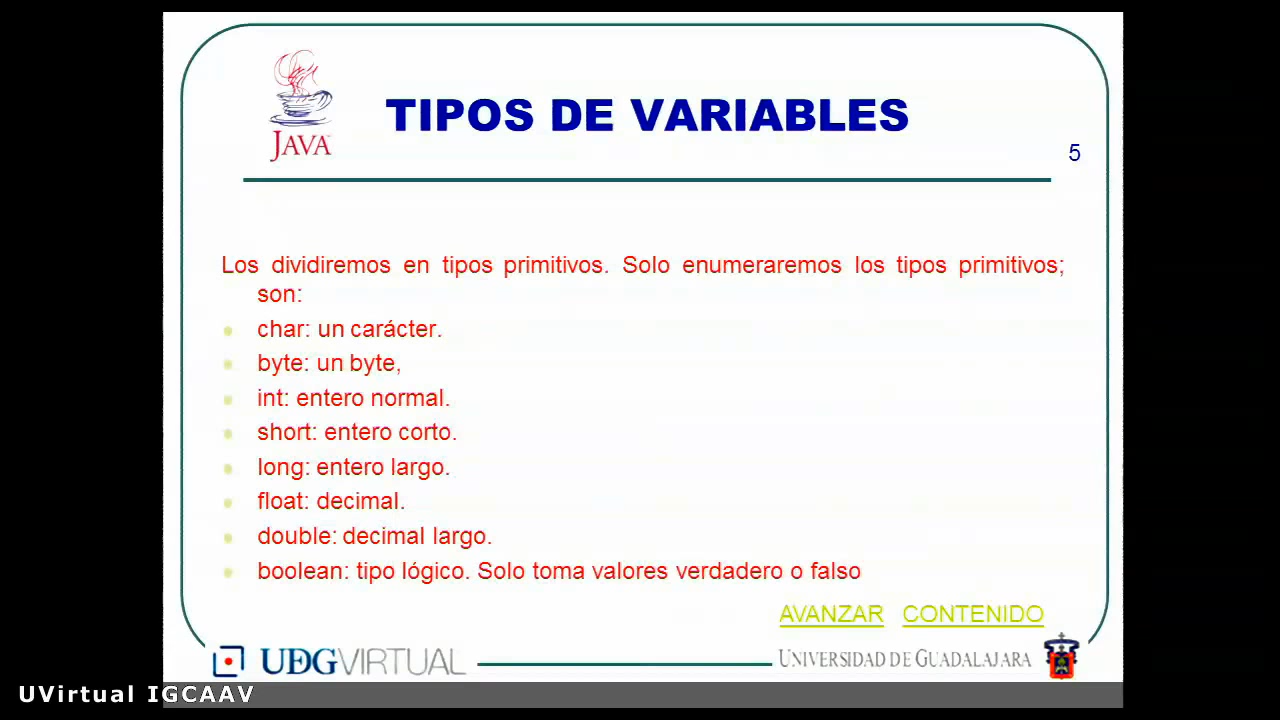 JAVA
TIPOS DE VARIABLES
5
Los dividiremos en tipos primitivos. Solo enumeraremos los tipos primitivos;
son:
char: un carácter.
byte: un byte,
int: entero normal.
short: entero corto.
long: entero largo.
float: decimal.
double: decimal largo.
boolean: tipo lógico. Solo toma valores verdadero o falso
AVANZAR CONTENIDO
UDGVIRTUAL
UNIVERSIDAD DE GUADALAJARA
UVirtual IGCAAV